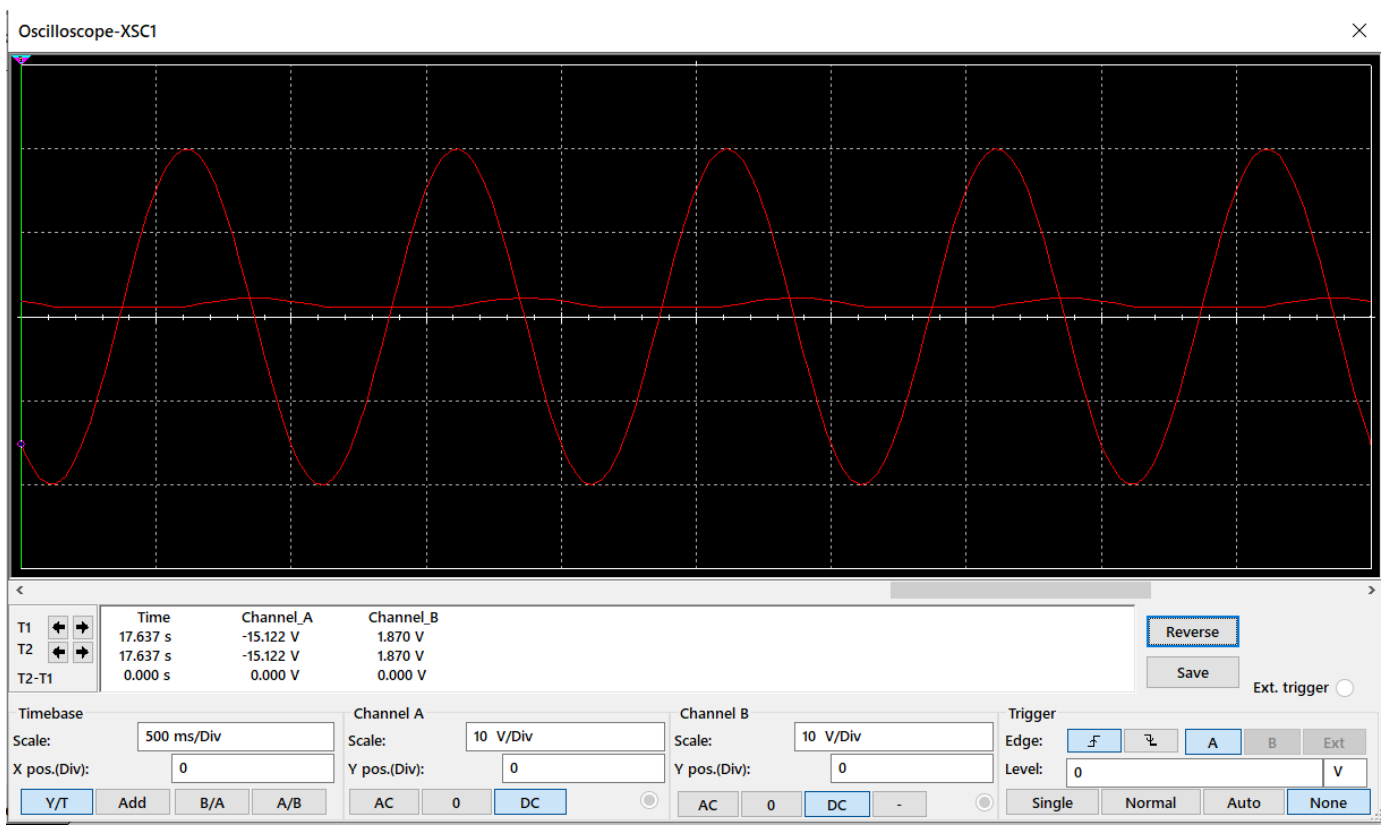 Oscilloscope-XSC1
Time Channel_A Channel_B
T1 17.637 s -15.122 V 1.870 V
T2 17.637 s -15.122 V 1.870 V
T2-T1 0.000 s 0.000 V 0.000 V
Reverse
Save
Ext. trigger
Timebase
Scale: 500 ms/Div
X pos.(Div): 0
Y/T Add B/A A/B
Channel A
Scale: 10 V/Div
Y pos.(Div): 0
AC 0 DC
Channel B
Scale: 10 V/Div
Y pos.(Div): 0
AC 0 DC -
Trigger
Edge: A B Ext
Level: 0 V
Single Normal Auto None